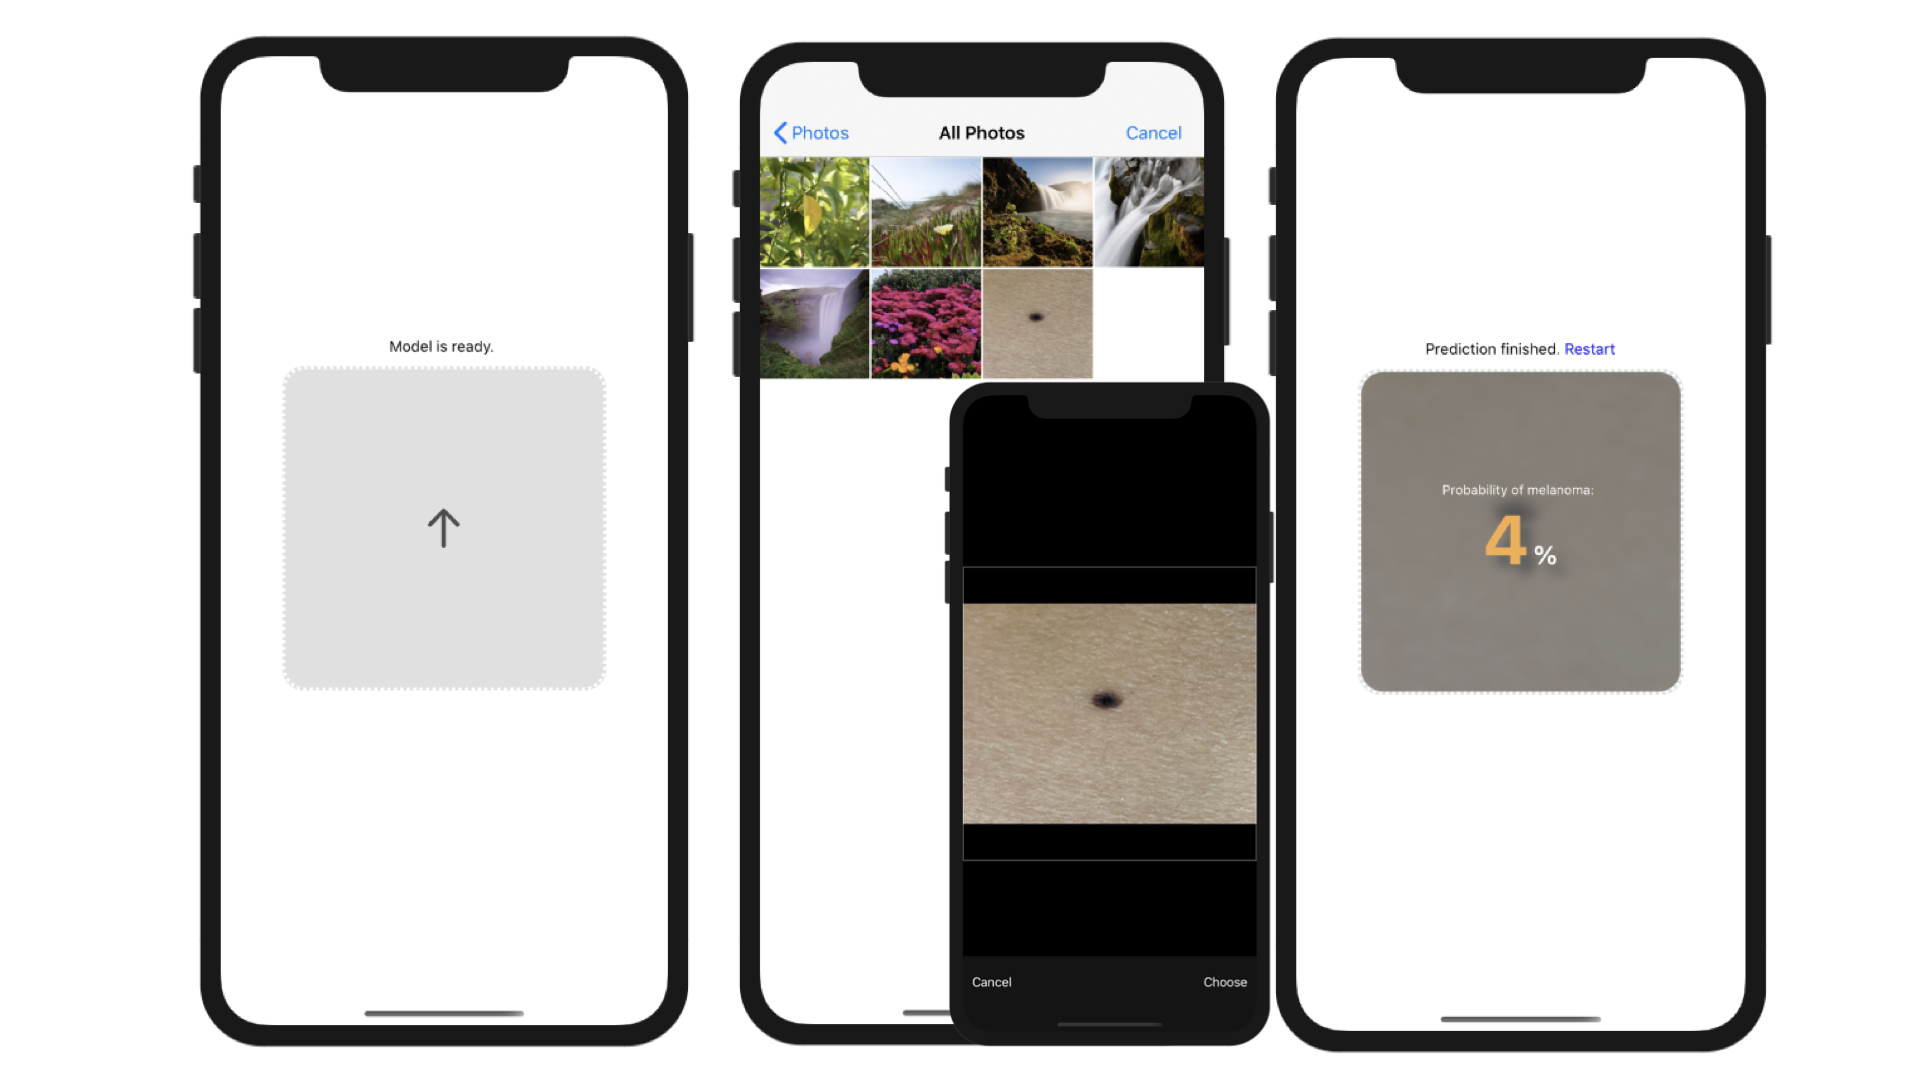 Model is ready.
Photos
All Photos
Cancel
Cancel
Choose
Prediction finished. Restart
Probability of melanoma:
4 %